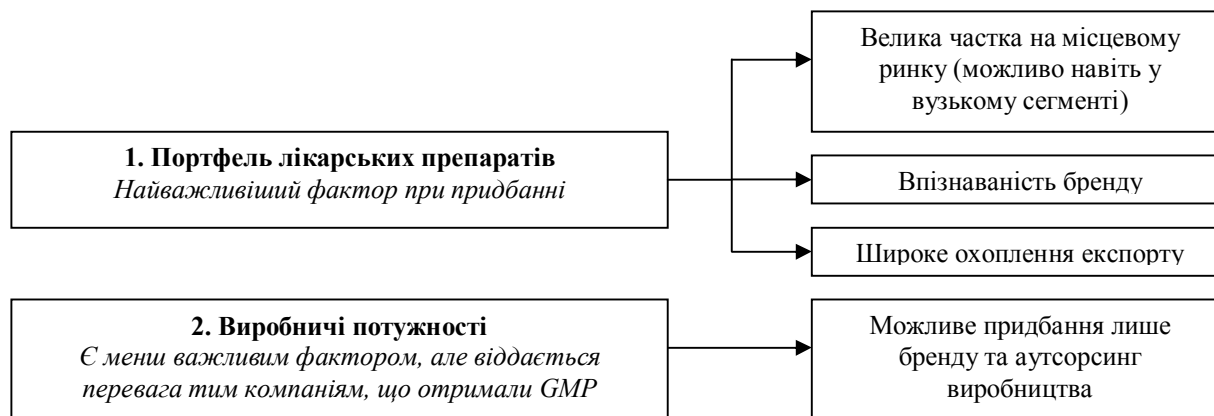 Велика частка на місцевому
ринку (можливо навіть у
вузькому сегменті)
1. Портфель лікарських препаратів
Найважливіший фактор при придбанні
Впізнаваність бренду
Широке охоплення експорту
2. Виробничі потужності
Є менш важливим фактором, але віддається
перевага тим компаніям, що отримали GMP
Можливе придбання лише
бренду та аутсорсинг
виробництва